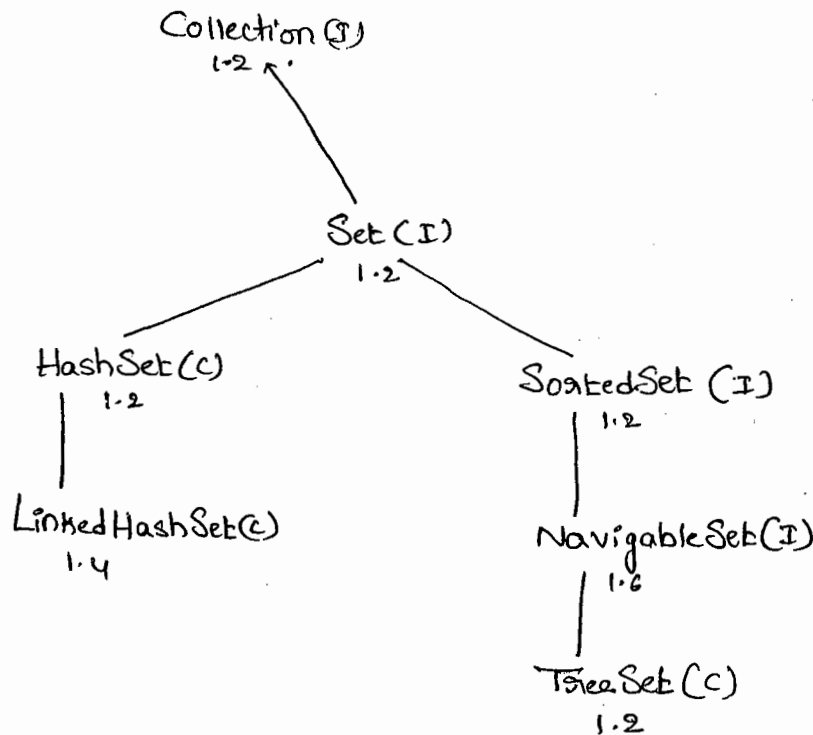 Collection (I)
1.2
Set (I)
1.2
HashSet (C)
1.2
SortedSet (I)
1.2
LinkedHashSet (C)
1.4
NavigableSet (I)
1.6
TreeSet (C)
1.2